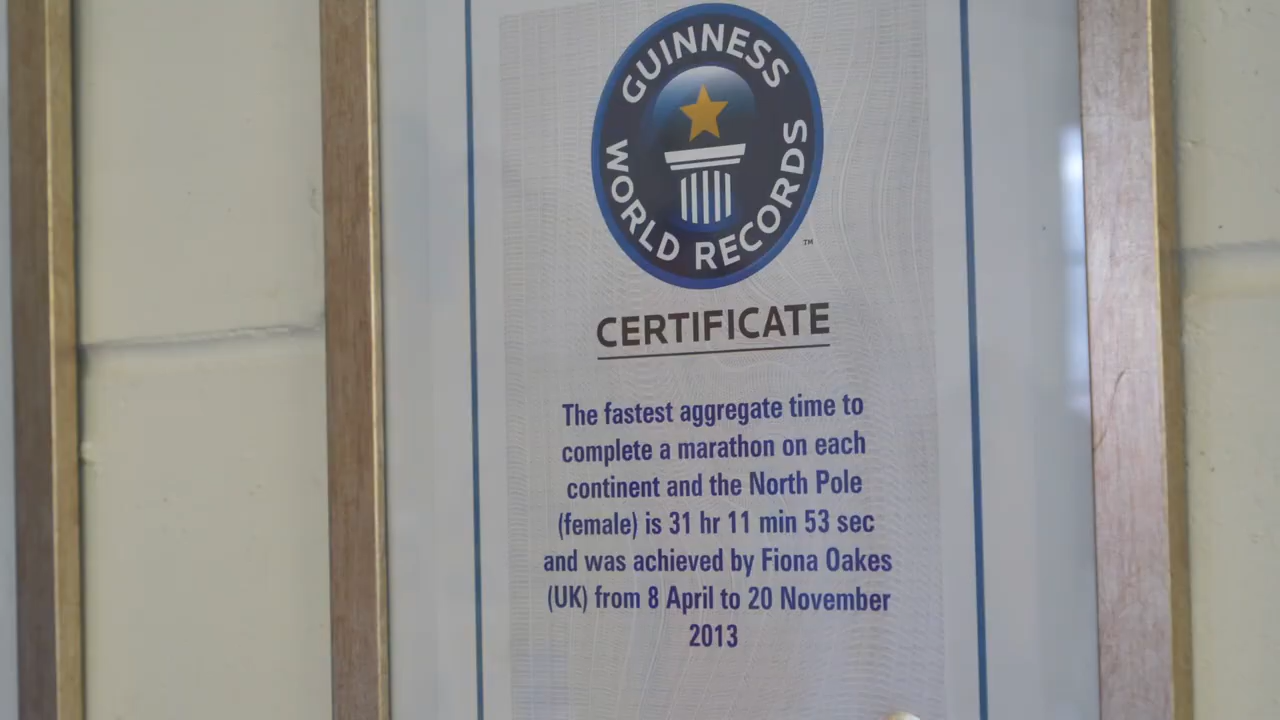 GUINNESS
WORLD RECORDS
TM
CERTIFICATE
The fastest aggregate time to
complete a marathon on each
continent and the North Pole
(female) is 31 hr 11 min 53 sec
and was achieved by Fiona Oakes
(UK) from 8 April to 20 November
2013